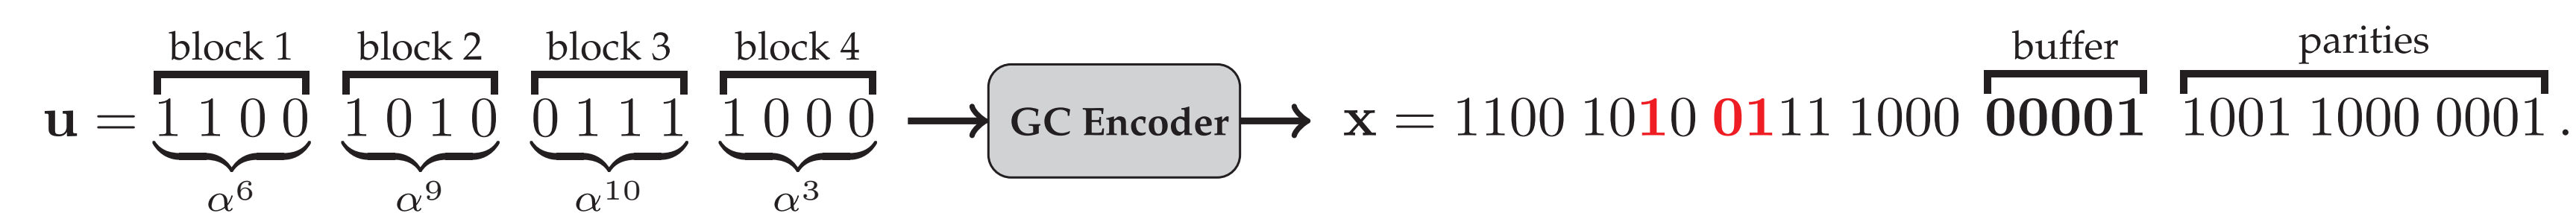 block 1 block 2 block 3 block 4 buffer parities
u = 1 1 0 0 1 0 1 0 0 1 1 1 1 0 0 0 GC Encoder x = 1100 1010 0111 1000 00001 1001 1000 0001 .
α⁶ α⁹ α¹⁰ α³